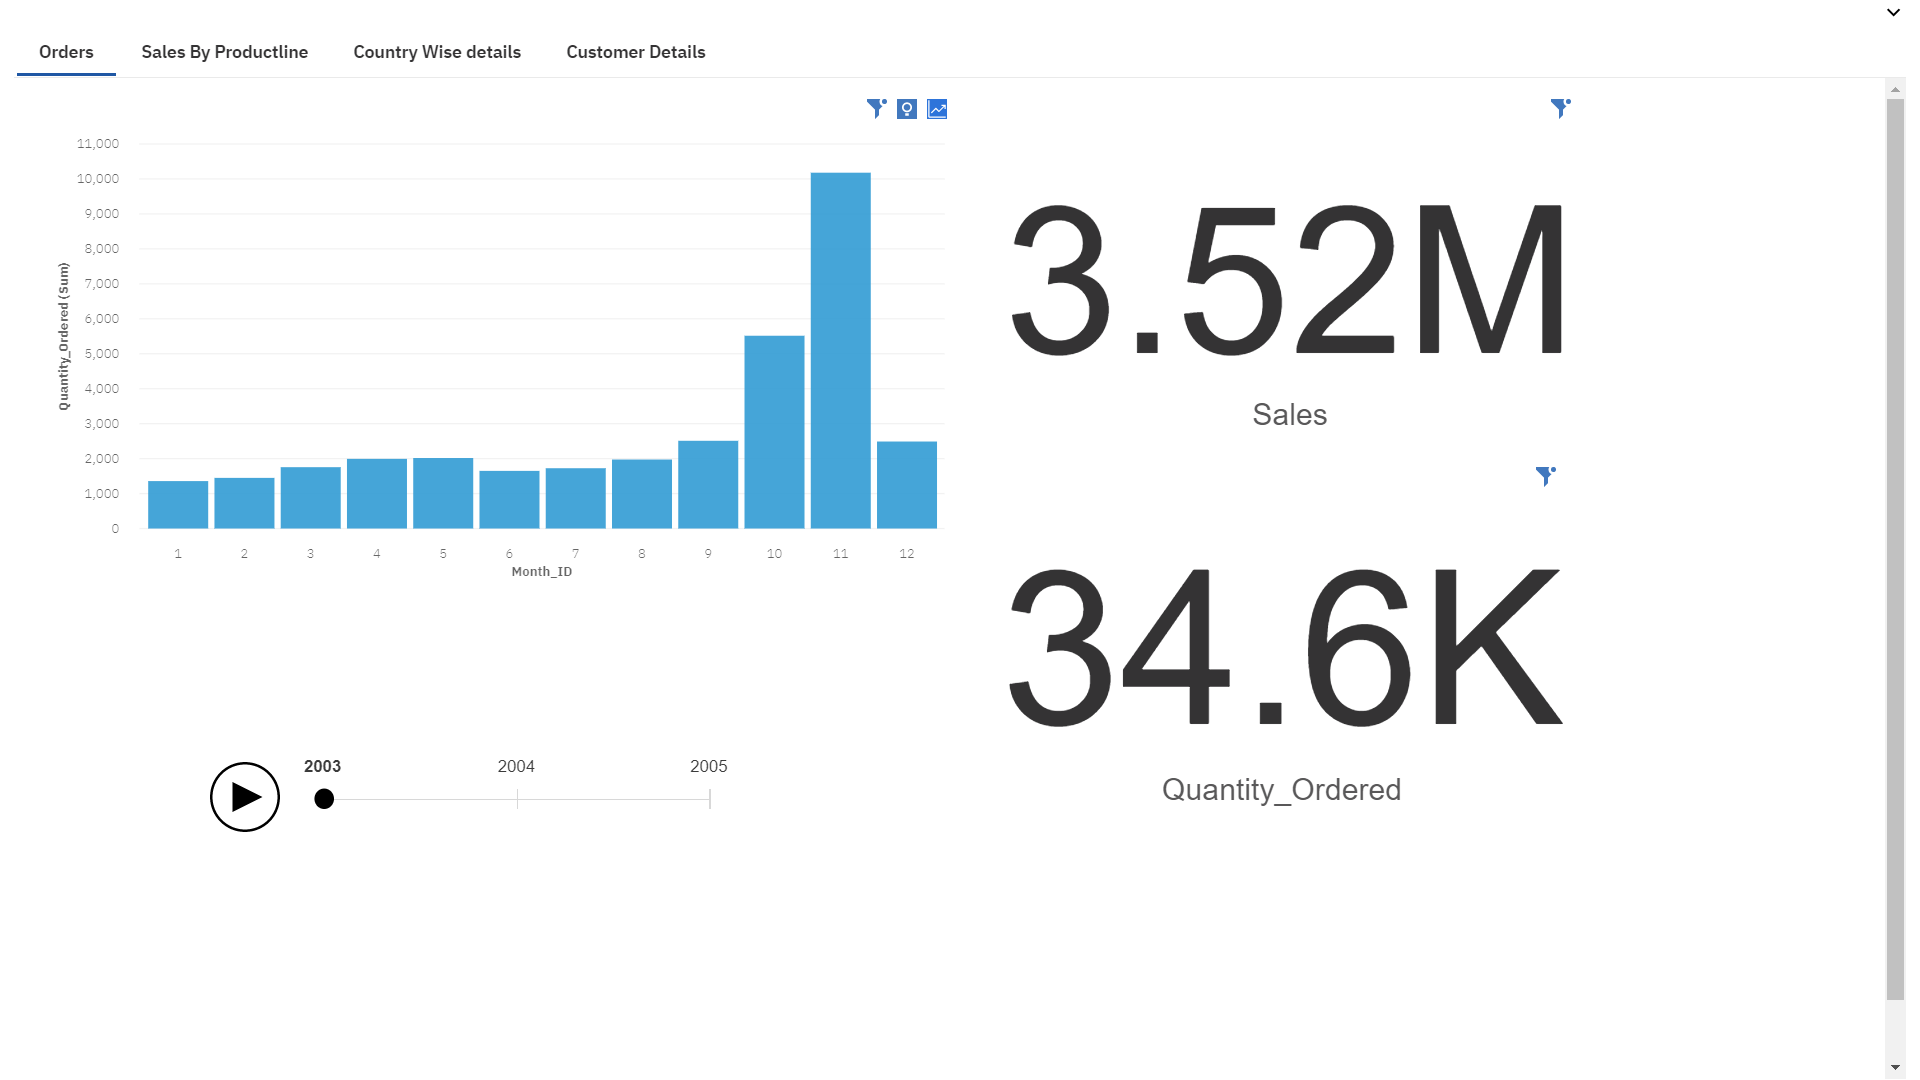 Orders Sales By Productline Country Wise details Customer Details
11,000
10,000
9,000
8,000
7,000
6,000
5,000
4,000
3,000
2,000
1,000
0
Quantity_Ordered (Sum)
1 2 3 4 5 6 7 8 9 10 11 12
Month_ID
3.52M
Sales
34.6K
Quantity_Ordered
2003 2004 2005